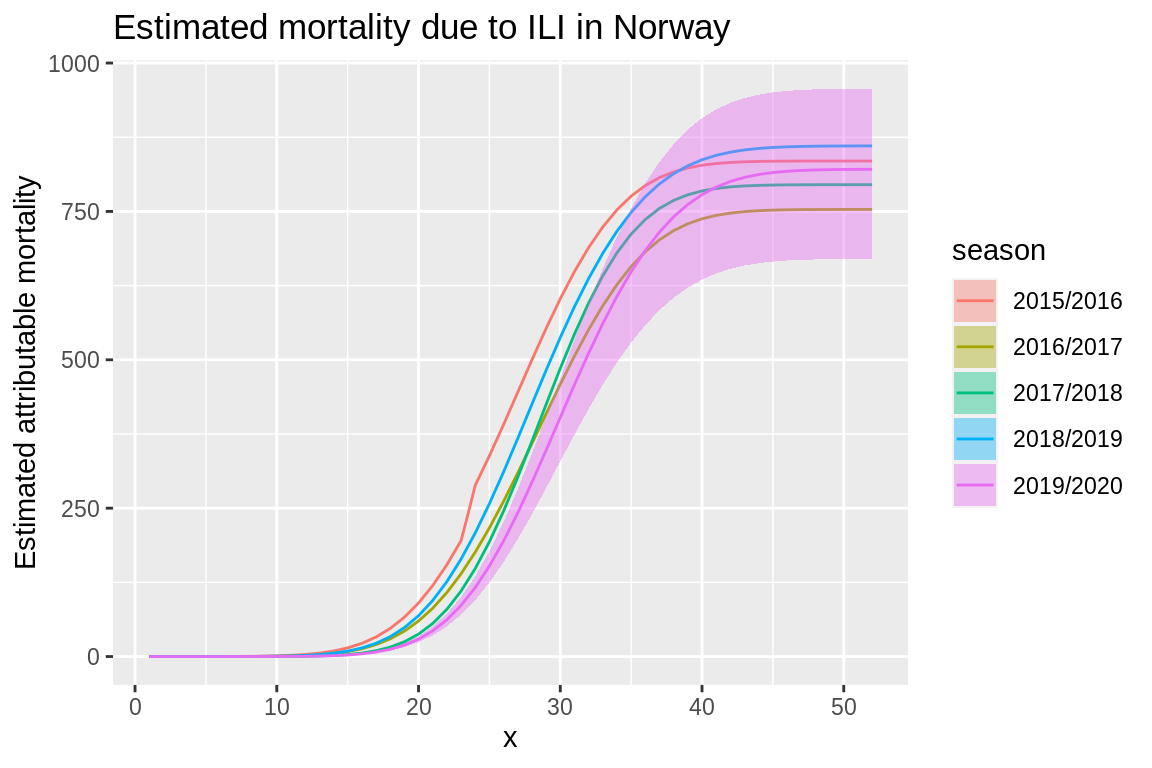 Estimated mortality due to ILI in Norway
Estimated attributable mortality
1000
750
500
250
0
0 10 20 30 40 50
x
season
2015/2016
2016/2017
2017/2018
2018/2019
2019/2020